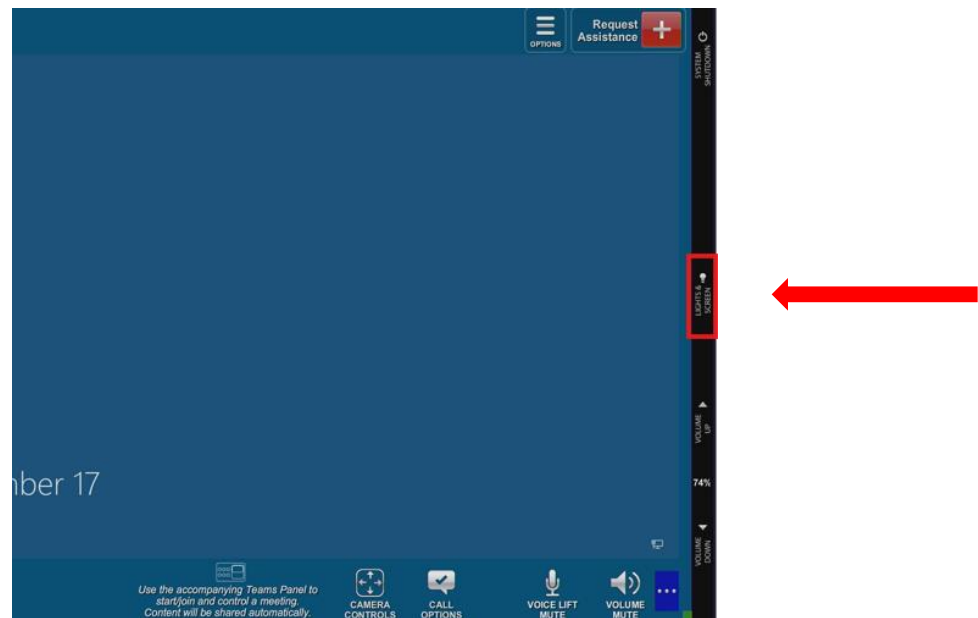 OPTIONS
Request
Assistance
SYSTEM
SHUTDOWN
LIGHTS &
SCREEN
VOLUME
UP
74%
VOLUME
DOWN
mber 17
Use the accompanying Teams Panel to
start/join and control a meeting.
Content will be shared automatically.
CAMERA
CONTROLS
CALL
OPTIONS
VOICE LIFT
MUTE
VOLUME
MUTE